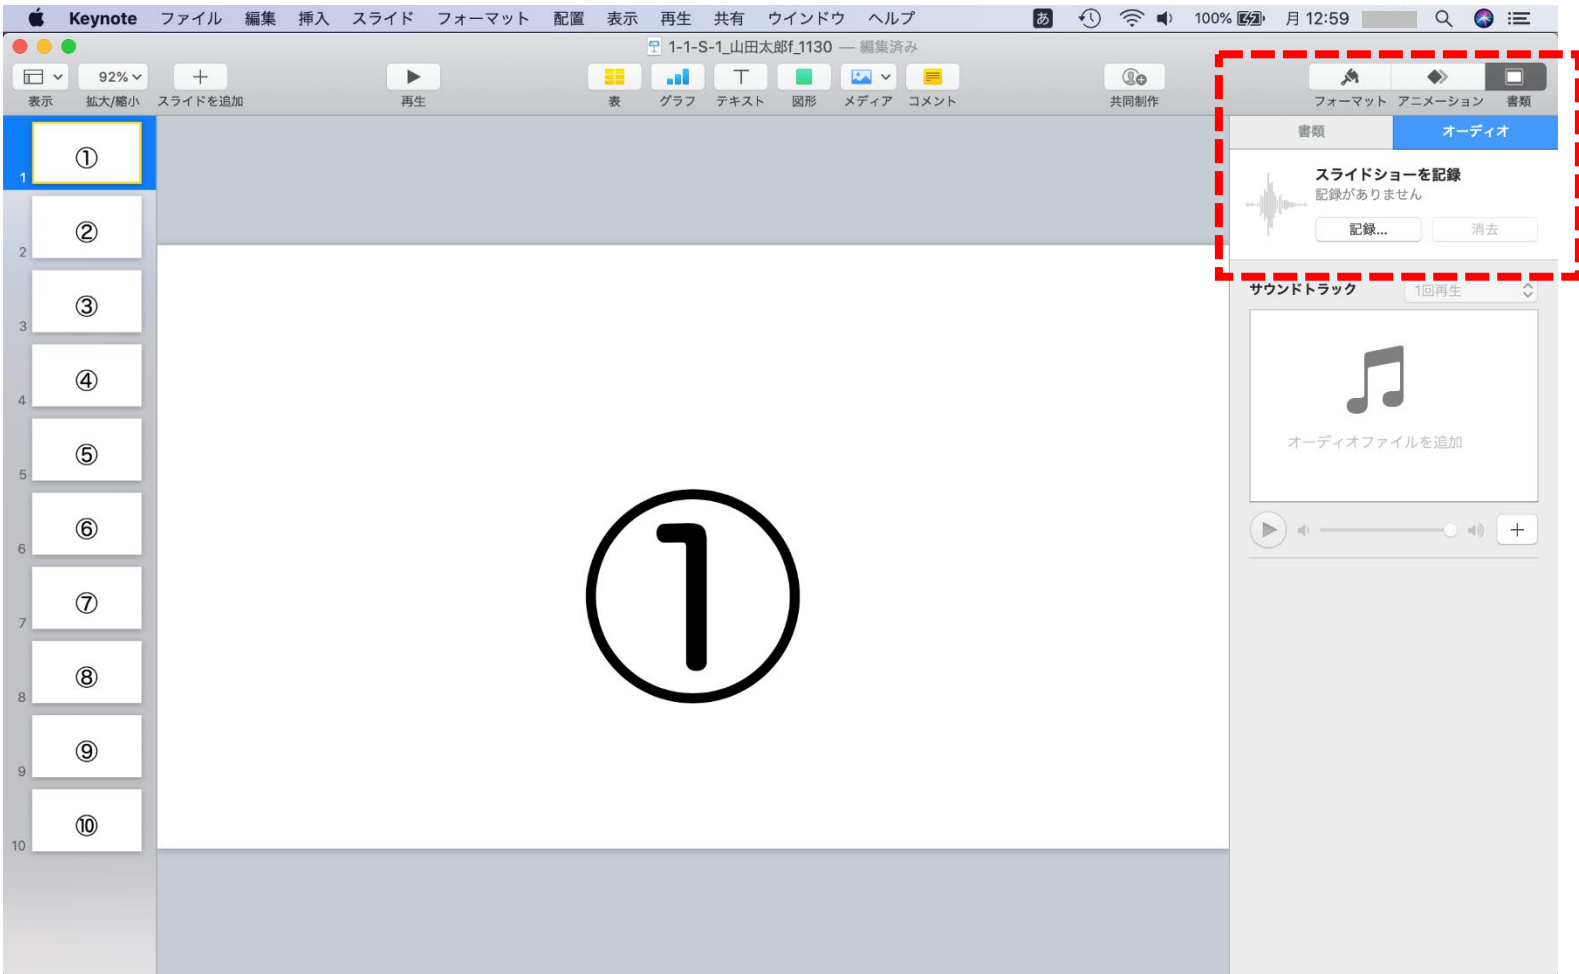 Keynote ファイル 編集 挿入 スライド フォーマット 配置 表示 再生 共有 ウインドウ ヘルプ あ 100% 月 12:59
1-1-S-1_山田太郎f_1130 — 編集済み
92%
表示 拡大/縮小 スライドを追加 再生 表 グラフ テキスト 図形 メディア コメント 共同制作 フォーマット アニメーション 書類
書類 オーディオ
スライドショーを記録
記録がありません
記録... 消去
サウンドトラック 1回再生
オーディオファイルを追加
① 1
② 2
③ 3
④ 4
⑤ 5
⑥ 6
⑦ 7
⑧ 8
⑨ 9
⑩ 10
①